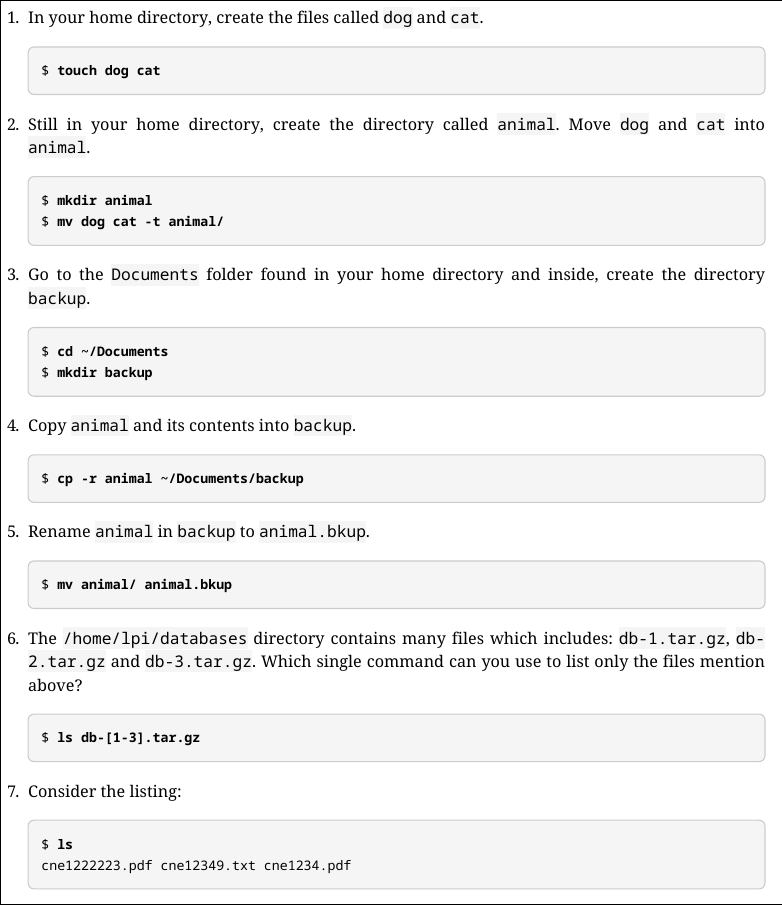 1. In your home directory, create the files called dog and cat.
$ touch dog cat
2. Still in your home directory, create the directory called animal. Move dog and cat into
animal.
$ mkdir animal
$ mv dog cat -t animal/
3. Go to the Documents folder found in your home directory and inside, create the directory
backup.
$ cd ~/Documents
$ mkdir backup
4. Copy animal and its contents into backup.
$ cp -r animal ~/Documents/backup
5. Rename animal in backup to animal.bkup.
$ mv animal/ animal.bkup
6. The /home/lpi/databases directory contains many files which includes: db-1.tar.gz, db-
2.tar.gz and db-3.tar.gz. Which single command can you use to list only the files mention
above?
$ ls db-[1-3].tar.gz
7. Consider the listing:
$ ls
cne1222223.pdf cne12349.txt cne1234.pdf